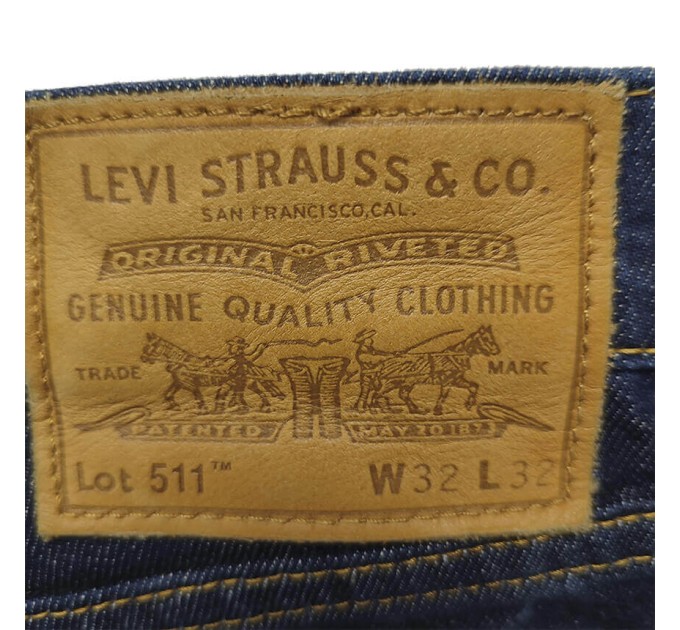 LEVI STRAUSS & CO.
SAN FRANCISCO, CAL.
ORIGINAL RIVETED
GENUINE QUALITY CLOTHING
TRADE MARK
PATENTED MAY 20 1873
Lot 511™ W32 L32